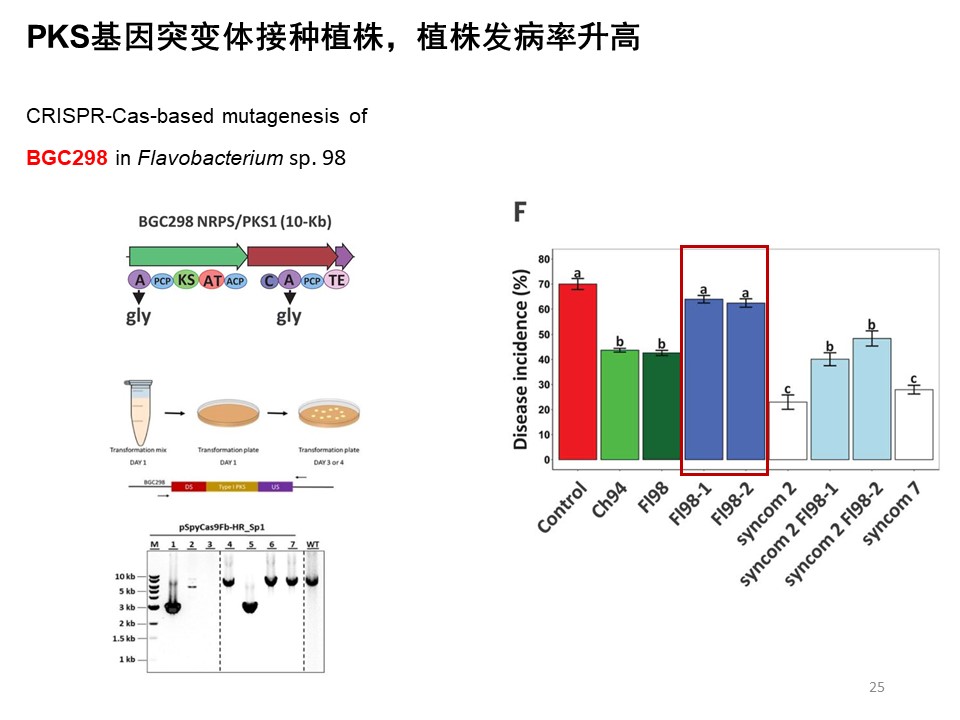 PKS基因突变体接种植株，植株发病率升高
CRISPR-Cas-based mutagenesis of
BGC298 in Flavobacterium sp. 98
BGC298 NRPS/PKS1 (10-Kb)
A PCP KS AT ACP C A PCP TE
gly gly
Transformation mix Transformation plate Transformation plate
DAY 1 DAY 1 DAY 3 or 4
BGC298 DS Type I PKS US
pSpyCas9Fb-HR_Sp1
M 1 2 3 4 5 6 7 WT
10 kb
5 kb
3 kb
2 kb
1.5 kb
1 kb
F
Disease incidence (%)
80
70
60
50
40
30
20
10
0
a b b a a c b b c
Control
Ch94
Fl98
Fl98-1
Fl98-2
syncom 2
syncom 2 Fl98-1
syncom 2 Fl98-2
syncom 7
25